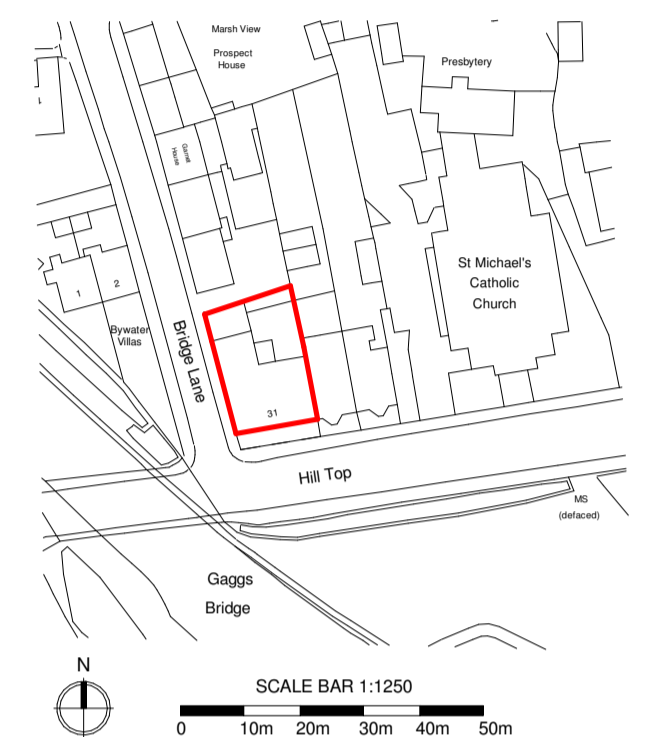 Marsh View
Prospect
House
Presbytery
1
Garnet
House
St Michael's
Catholic
Church
1
2
Bywater
Villas
Bridge Lane
31
Hill Top
MS
(defaced)
Gaggs
Bridge
N
SCALE BAR 1:1250
0 10m 20m 30m 40m 50m